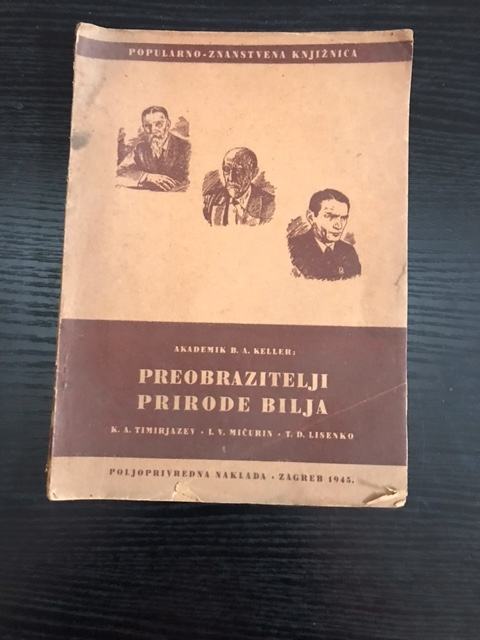 POPULARNO-ZNANSTVENA KNJIŽNICA
AKADEMIK B. A. KELLER:
PREOBRAZITELJI
PRIRODE BILJA
K. A. TIMIRJAZEV · I. V. MIČURIN · T. D. LISENKO
POLJOPRIVREDNA NAKLADA · ZAGREB 1945.